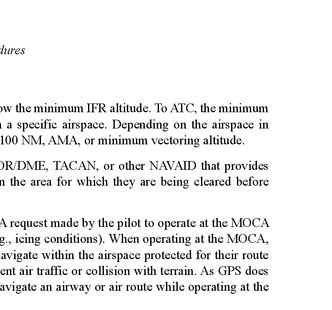 dures
ow the minimum IFR altitude. To ATC, the minimum
a specific airspace. Depending on the airspace in
100 NM, AMA, or minimum vectoring altitude.
OR/DME, TACAN, or other NAVAID that provides
n the area for which they are being cleared before
A request made by the pilot to operate at the MOCA
g., icing conditions). When operating at the MOCA,
avigate within the airspace protected for their route
ent air traffic or collision with terrain. As GPS does
avigate an airway or air route while operating at the